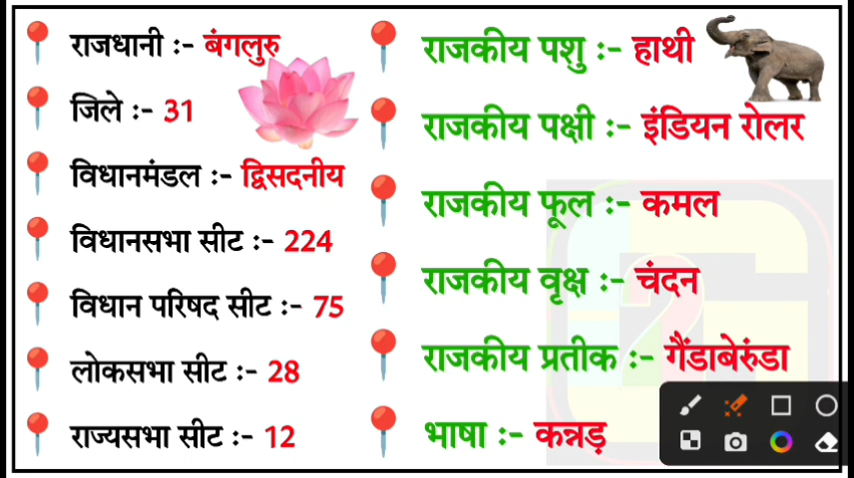 राजधानी :- बंगलुरु
जिले :- 31
विधानमंडल :- द्विसदनीय
विधानसभा सीट :- 224
विधान परिषद सीट :- 75
लोकसभा सीट :- 28
राज्यसभा सीट :- 12
राजकीय पशु :- हाथी
राजकीय पक्षी :- इंडियन रोलर
राजकीय फूल :- कमल
राजकीय वृक्ष :- चंदन
राजकीय प्रतीक :- गैंडाबेरुंडा
भाषा :- कन्नड़